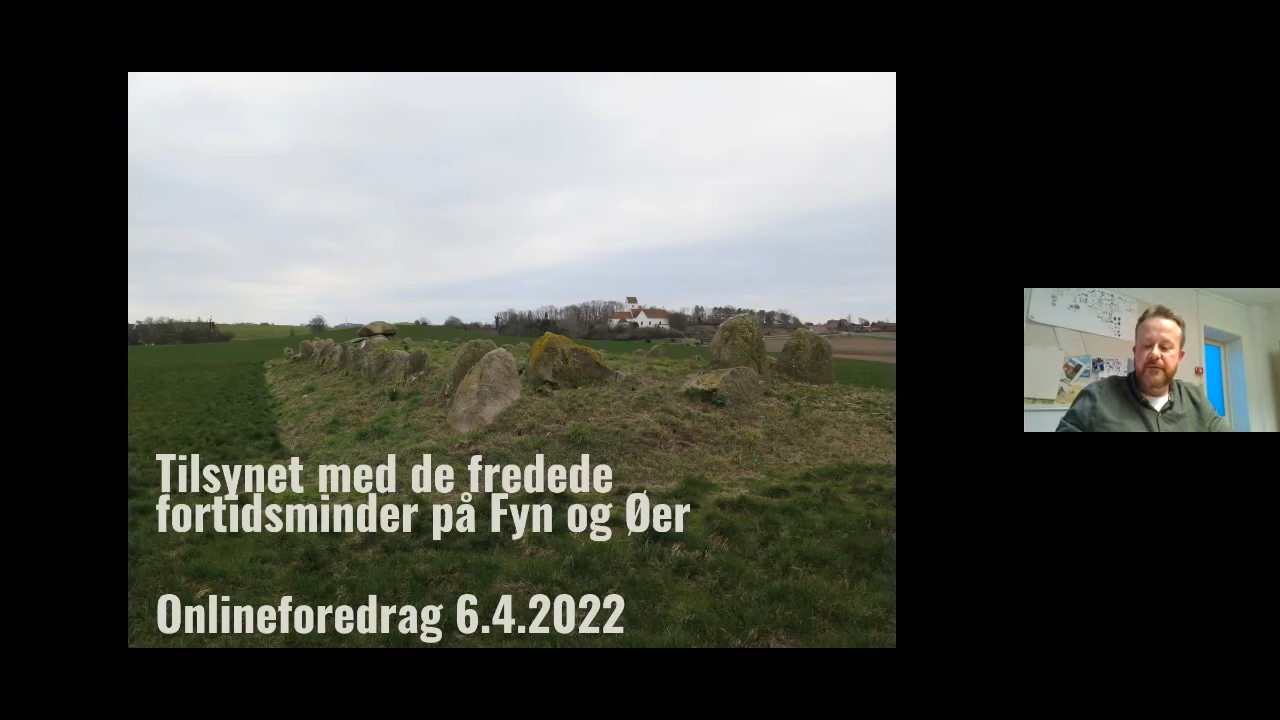 Tilsynet med de fredede
fortidsminder på Fyn og Øer
Onlineforedrag 6.4.2022